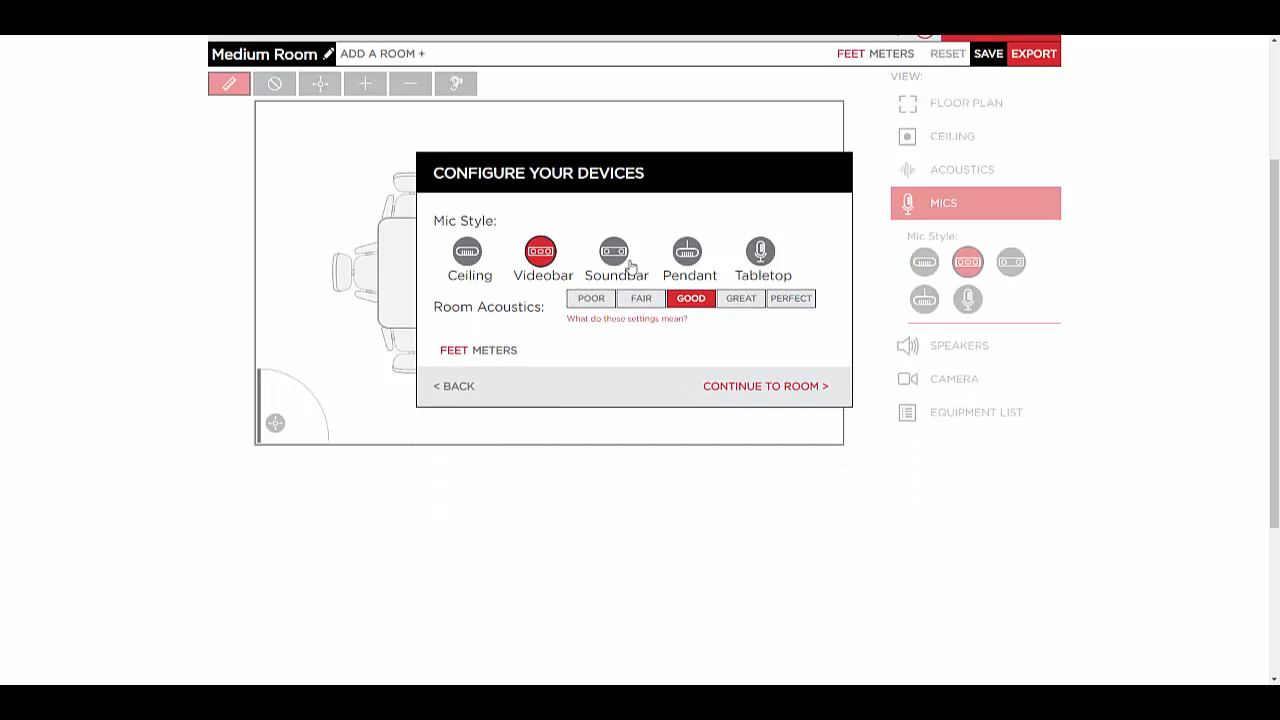 Medium Room ADD A ROOM + FEET METERS RESET SAVE EXPORT
VIEW:
FLOOR PLAN
CEILING
ACOUSTICS
MICS
Mic Style:
SPEAKERS
CAMERA
EQUIPMENT LIST
CONFIGURE YOUR DEVICES
Mic Style:
Ceiling Videobar Soundbar Pendant Tabletop
Room Acoustics: POOR FAIR GOOD GREAT PERFECT
What do these settings mean?
FEET METERS
< BACK CONTINUE TO ROOM >